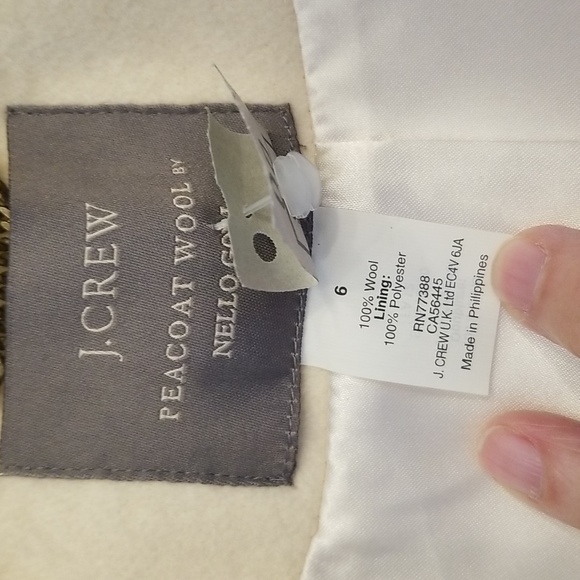 J.CREW
PEACOAT WOOL BY
NELLO
6
100% Wool
Lining:
100% Polyester
RN77388
CA56445
J. CREW U.K. Ltd EC4V 6JA
Made in Philippines